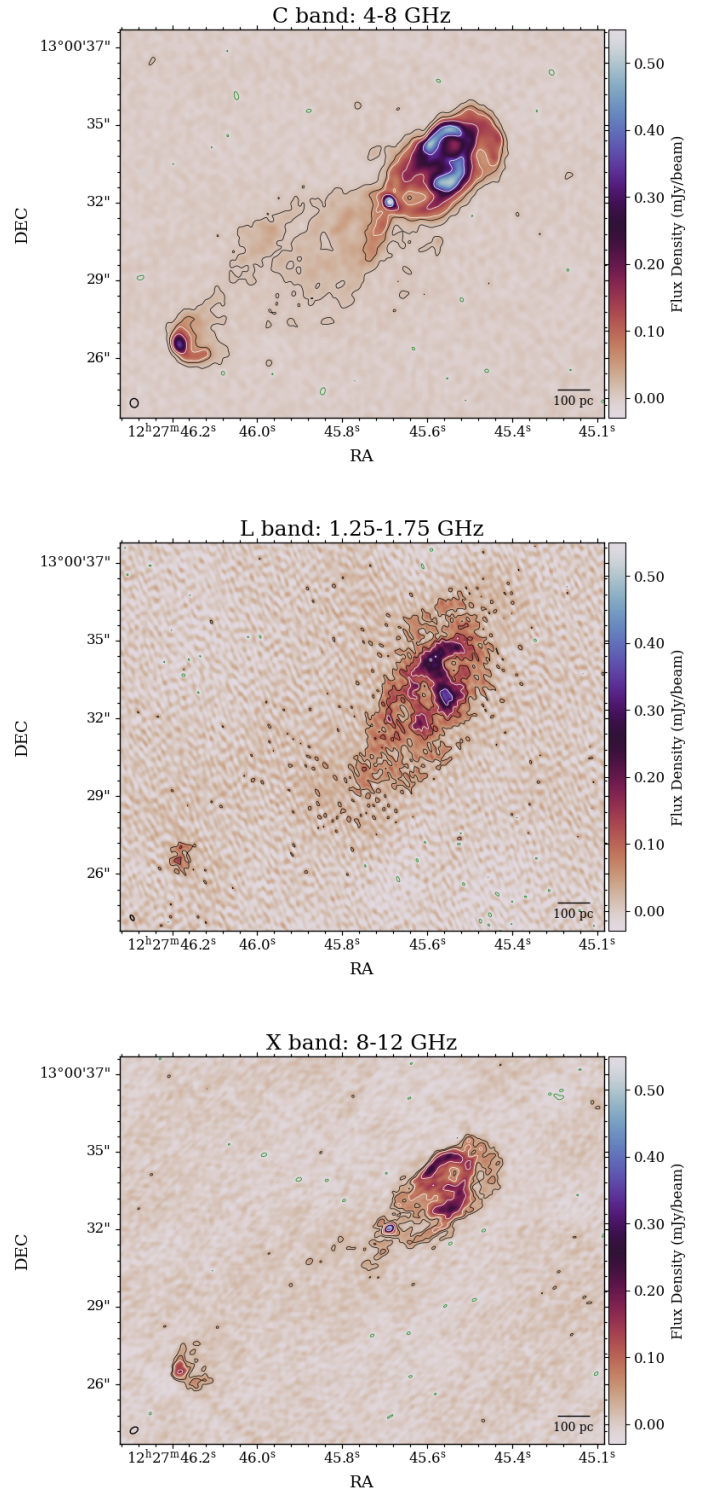 C band: 4-8 GHz
13°00'37"
35"
32"
29"
26"
DEC
12ʰ27ᵐ46.2ˢ 46.0ˢ 45.8ˢ 45.6ˢ 45.4ˢ 45.1ˢ
RA
100 pc
0.50
0.40
0.30
0.20
0.10
0.00
Flux Density (mJy/beam)
L band: 1.25-1.75 GHz
13°00'37"
35"
32"
29"
26"
DEC
12ʰ27ᵐ46.2ˢ 46.0ˢ 45.8ˢ 45.6ˢ 45.4ˢ 45.1ˢ
RA
100 pc
0.50
0.40
0.30
0.20
0.10
0.00
Flux Density (mJy/beam)
X band: 8-12 GHz
13°00'37"
35"
32"
29"
26"
DEC
12ʰ27ᵐ46.2ˢ 46.0ˢ 45.8ˢ 45.6ˢ 45.4ˢ 45.1ˢ
RA
100 pc
0.50
0.40
0.30
0.20
0.10
0.00
Flux Density (mJy/beam)